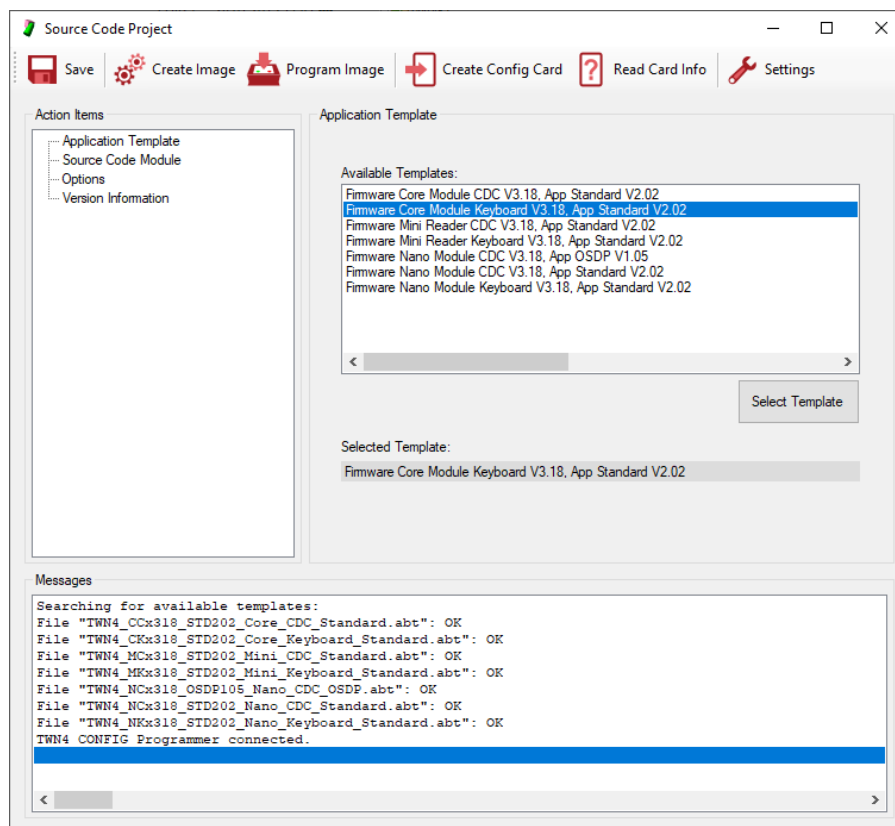 Source Code Project
Save Create Image Program Image Create Config Card Read Card Info Settings
Action Items
Application Template
Source Code Module
Options
Version Information
Application Template
Available Templates:
Firmware Core Module CDC V3.18, App Standard V2.02
Firmware Core Module Keyboard V3.18, App Standard V2.02
Firmware Mini Reader CDC V3.18, App Standard V2.02
Firmware Mini Reader Keyboard V3.18, App Standard V2.02
Firmware Nano Module CDC V3.18, App OSDP V1.05
Firmware Nano Module CDC V3.18, App Standard V2.02
Firmware Nano Module Keyboard V3.18, App Standard V2.02
Select Template
Selected Template:
Firmware Core Module Keyboard V3.18, App Standard V2.02
Messages
Searching for available templates:
File "TWN4_CCx318_STD202_Core_CDC_Standard.abt": OK
File "TWN4_CKx318_STD202_Core_Keyboard_Standard.abt": OK
File "TWN4_MCx318_STD202_Mini_CDC_Standard.abt": OK
File "TWN4_MKx318_STD202_Mini_Keyboard_Standard.abt": OK
File "TWN4_NCx318_OSDP105_Nano_CDC_OSDP.abt": OK
File "TWN4_NCx318_STD202_Nano_CDC_Standard.abt": OK
File "TWN4_NKx318_STD202_Nano_Keyboard_Standard.abt": OK
TWN4 CONFIG Programmer connected.